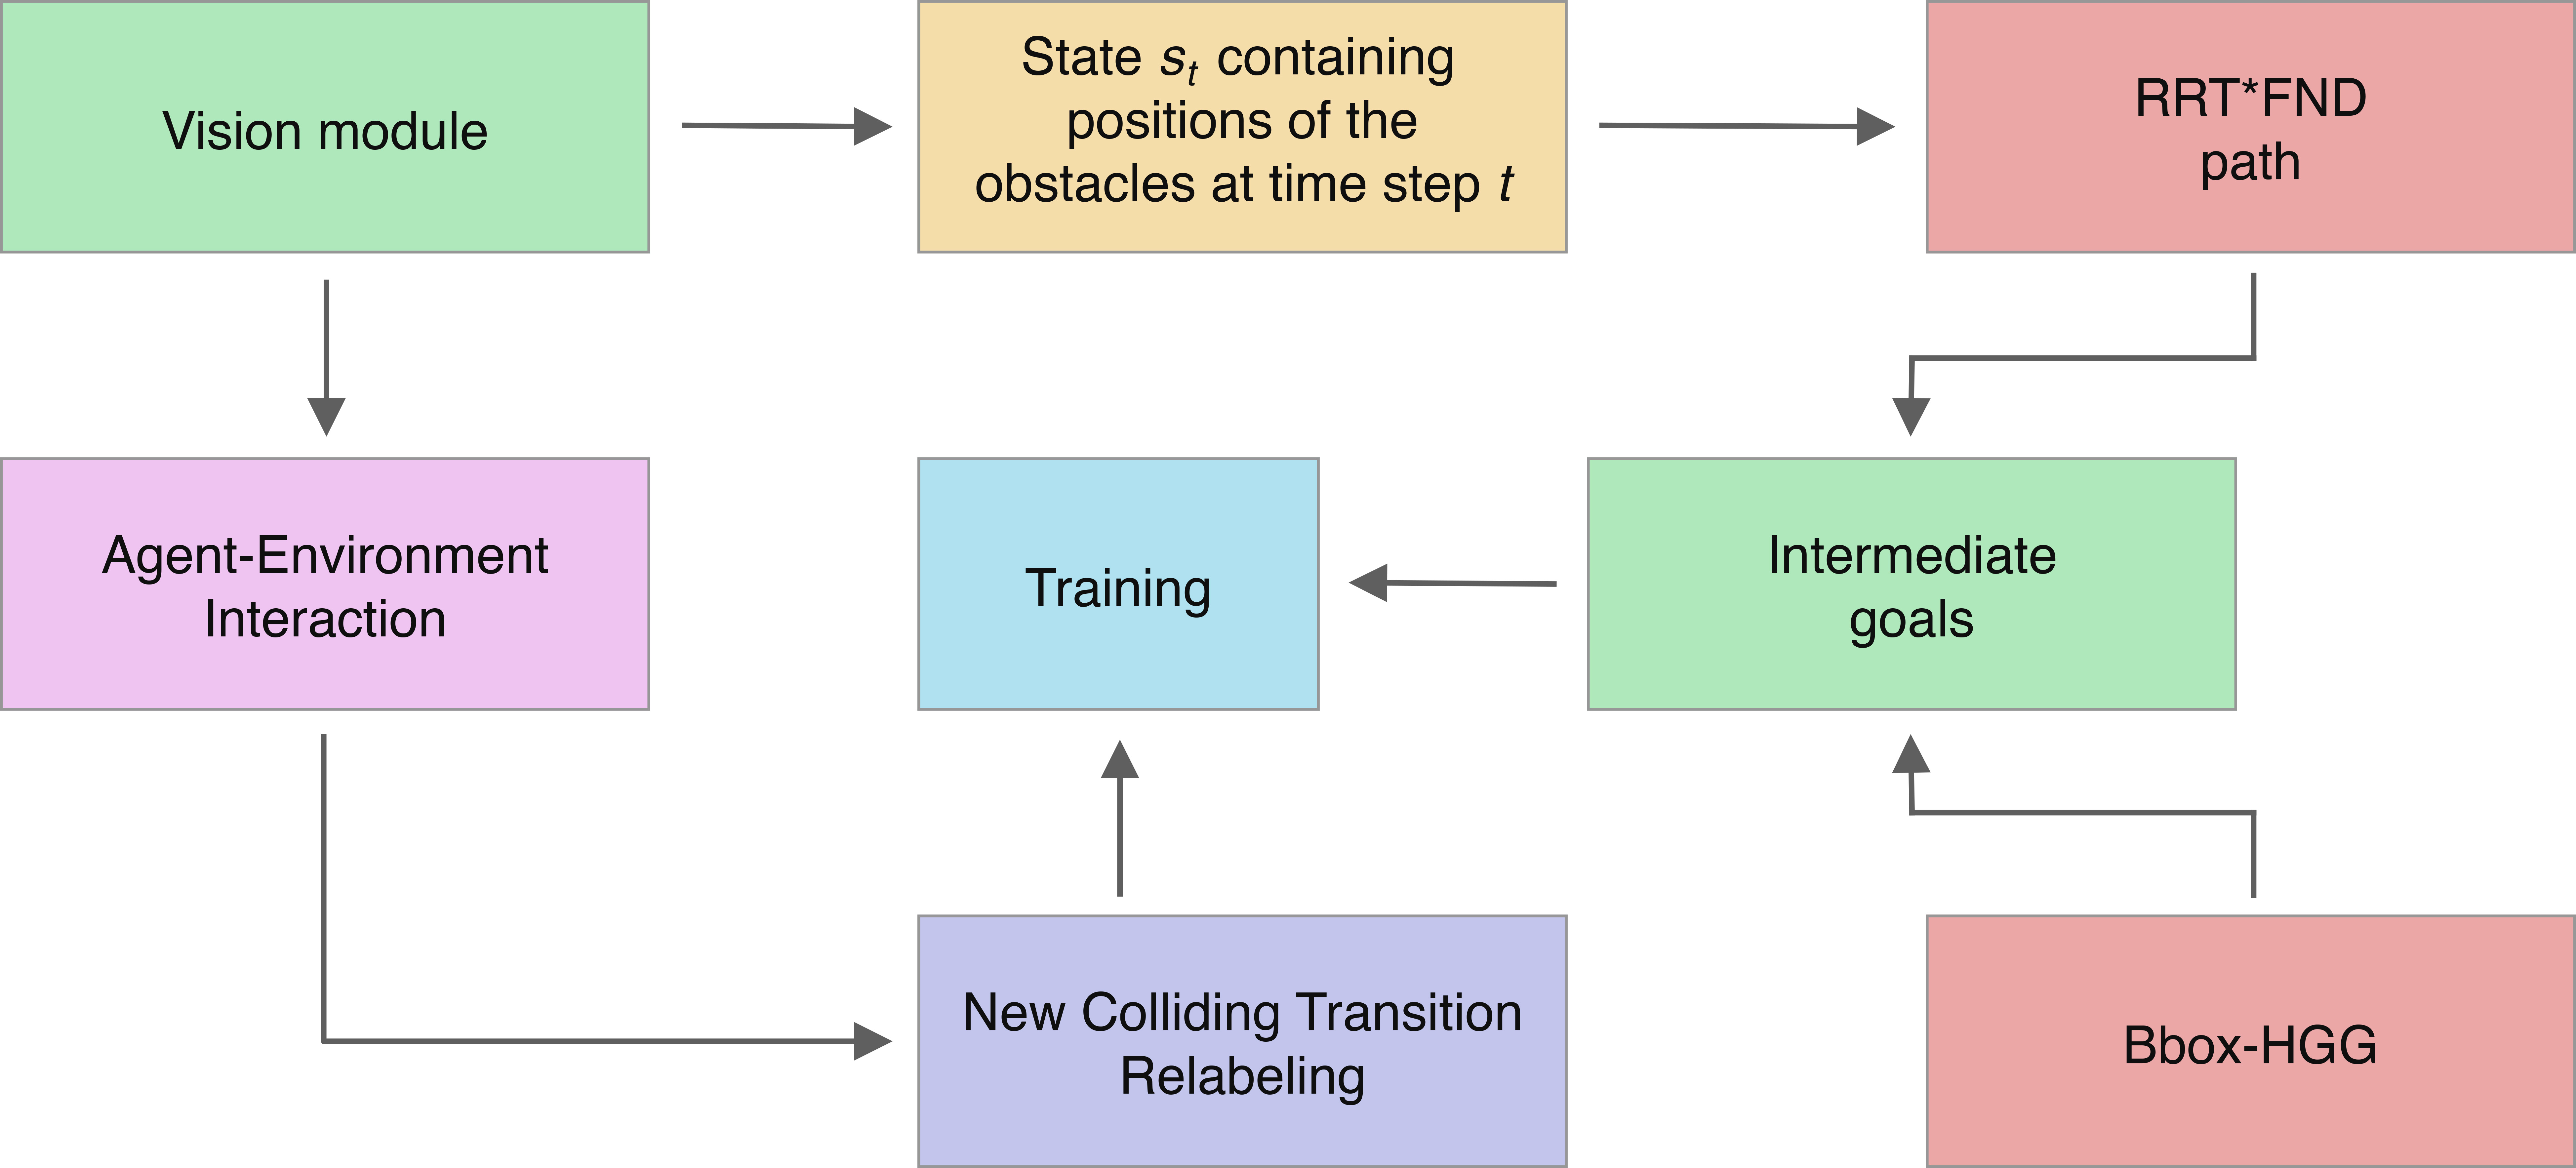 Vision module
State s_t containing
positions of the
obstacles at time step t
RRT*FND
path
Agent-Environment
Interaction
Training
Intermediate
goals
New Colliding Transition
Relabeling
Bbox-HGG